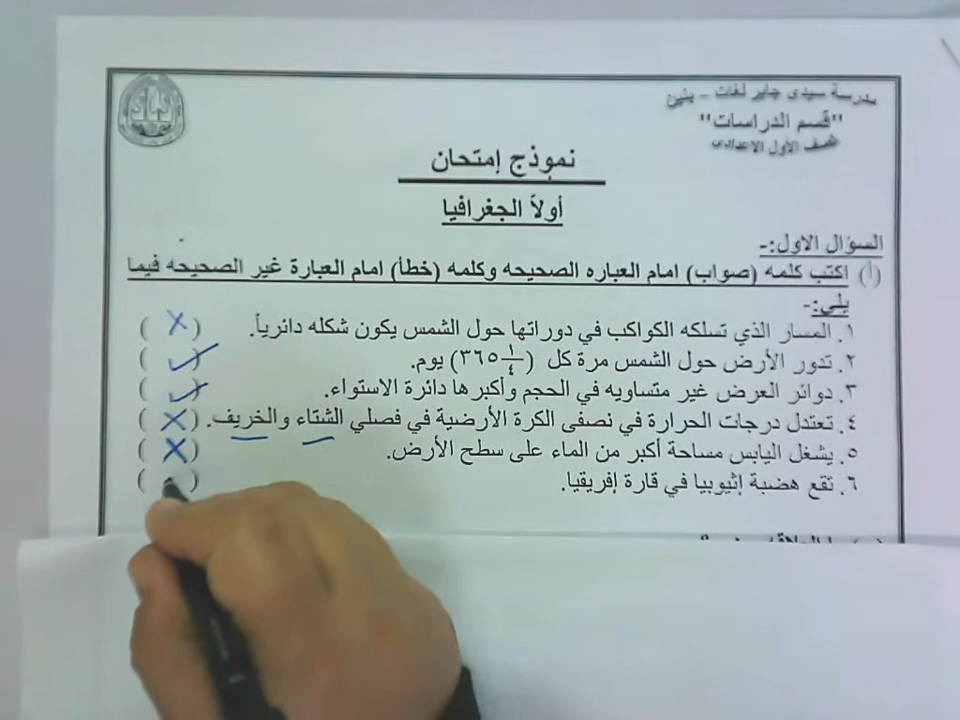 مدرسة سيدى جابر لغات - بنين
"قسم الدراسات"
صف الأول الاعدادى
نموذج إمتحان
أولاً الجغرافيا
السؤال الاول:-
(أ) اكتب كلمه (صواب) امام العباره الصحيحه وكلمه (خطأ) امام العبارة غير الصحيحه فيما
يلي:-
١. المسار الذي تسلكه الكواكب في دوراتها حول الشمس يكون شكله دائرياً. ( X )
٢. تدور الأرض حول الشمس مرة كل (٣٦٥ ١/٤) يوم. ( ✓ )
٣. دوائر العرض غير متساويه في الحجم وأكبرها دائرة الاستواء. ( ✓ )
٤. تعتدل درجات الحرارة في نصفى الكرة الأرضية في فصلي الشتاء والخريف. ( X )
٥. يشغل اليابس مساحة أكبر من الماء على سطح الأرض. ( X )
٦. تقع هضبة إثيوبيا في قارة إفريقيا. ( )